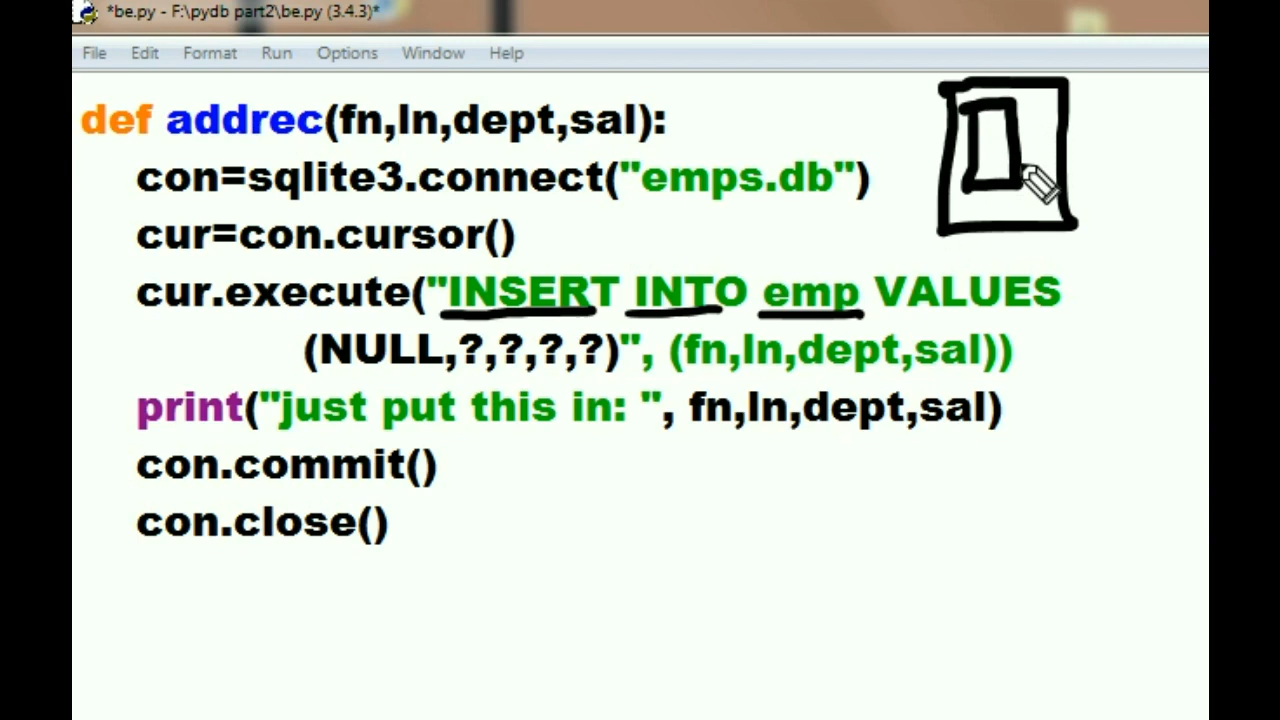 *be.py - F:\pydb part2\be.py (3.4.3)*
File Edit Format Run Options Window Help
def addrec(fn,ln,dept,sal):
con=sqlite3.connect("emps.db")
cur=con.cursor()
cur.execute("INSERT INTO emp VALUES
(NULL,?,?,?,?)", (fn,ln,dept,sal))
print("just put this in: ", fn,ln,dept,sal)
con.commit()
con.close()